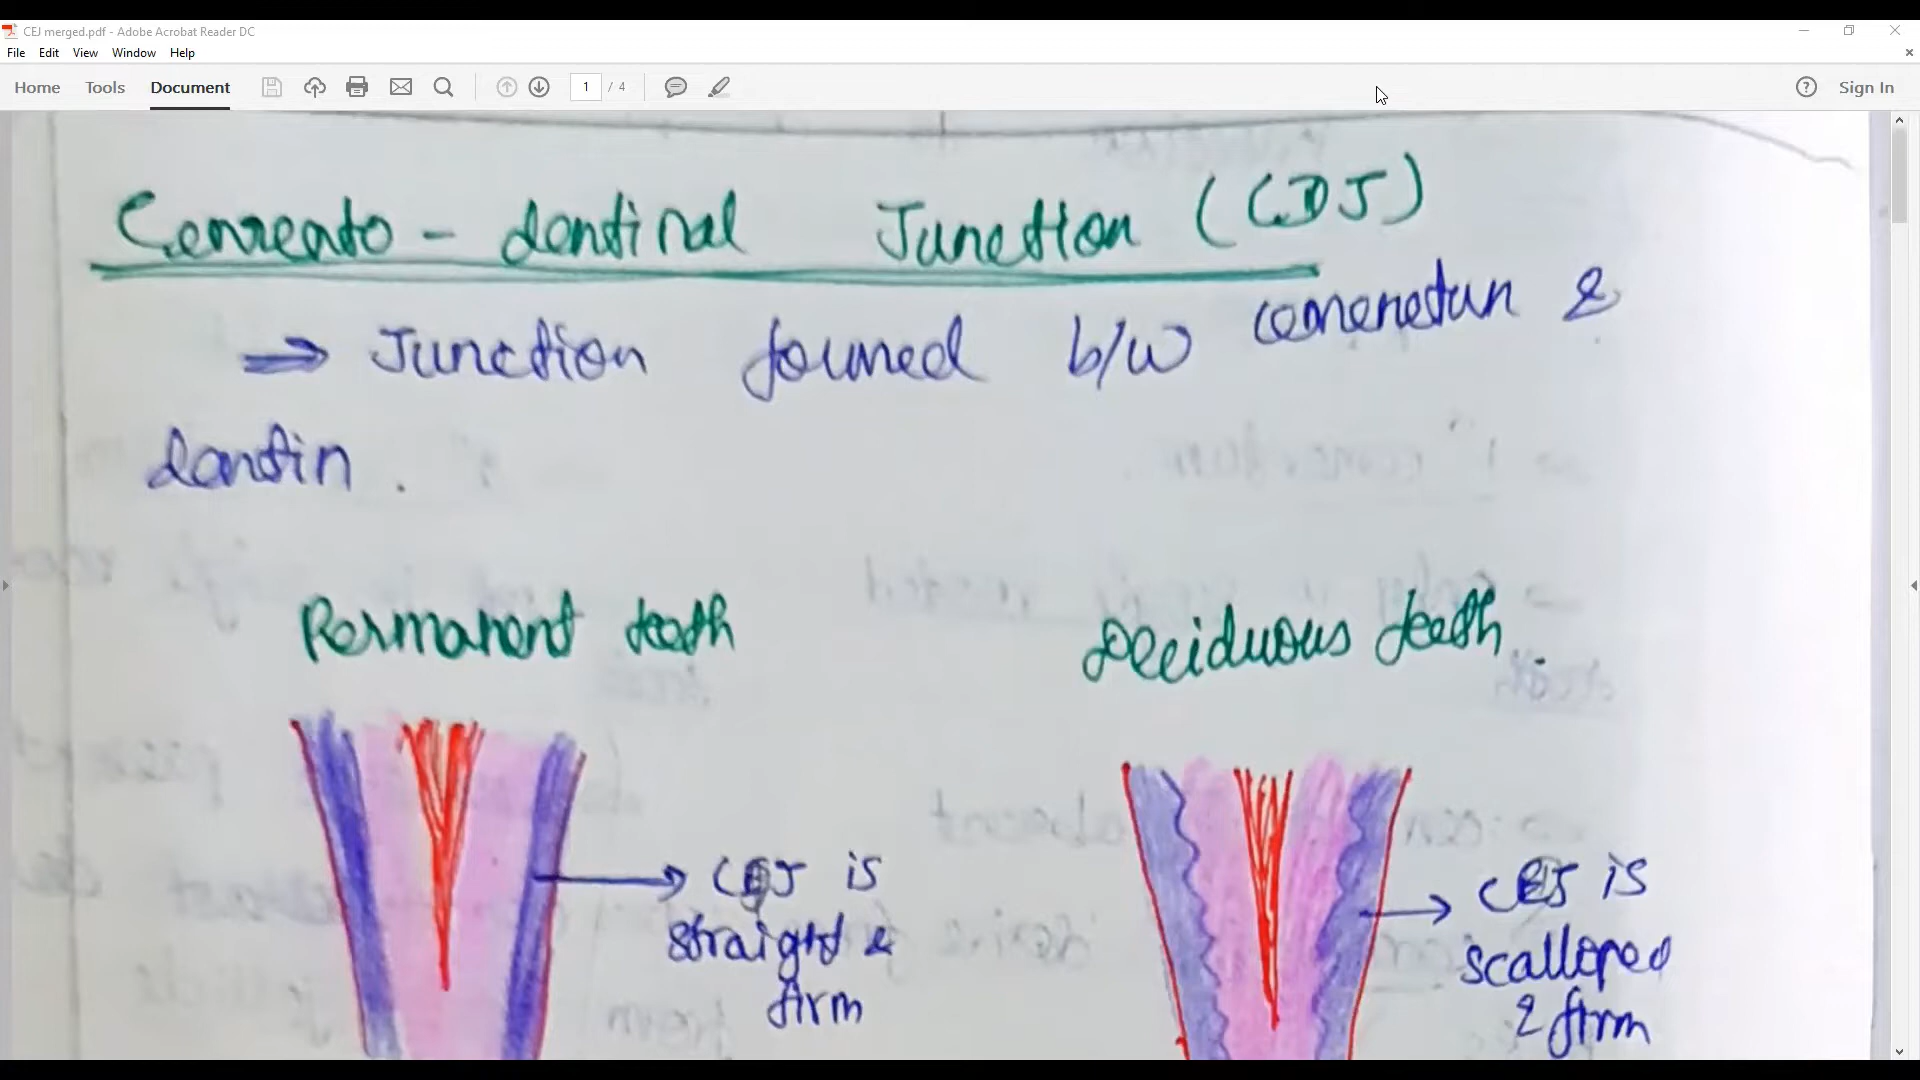 CEJ merged.pdf - Adobe Acrobat Reader DC
File Edit View Window Help
Home Tools Document 1 / 4 Sign In
Cemento - dentinal Junction (CDJ)
⇒ Junction formed b/w cementum &
dentin .
Permanent teeth
Deciduous teeth .
→ CDJ is
straight &
firm
→ CEJ is
scalloped
& firm